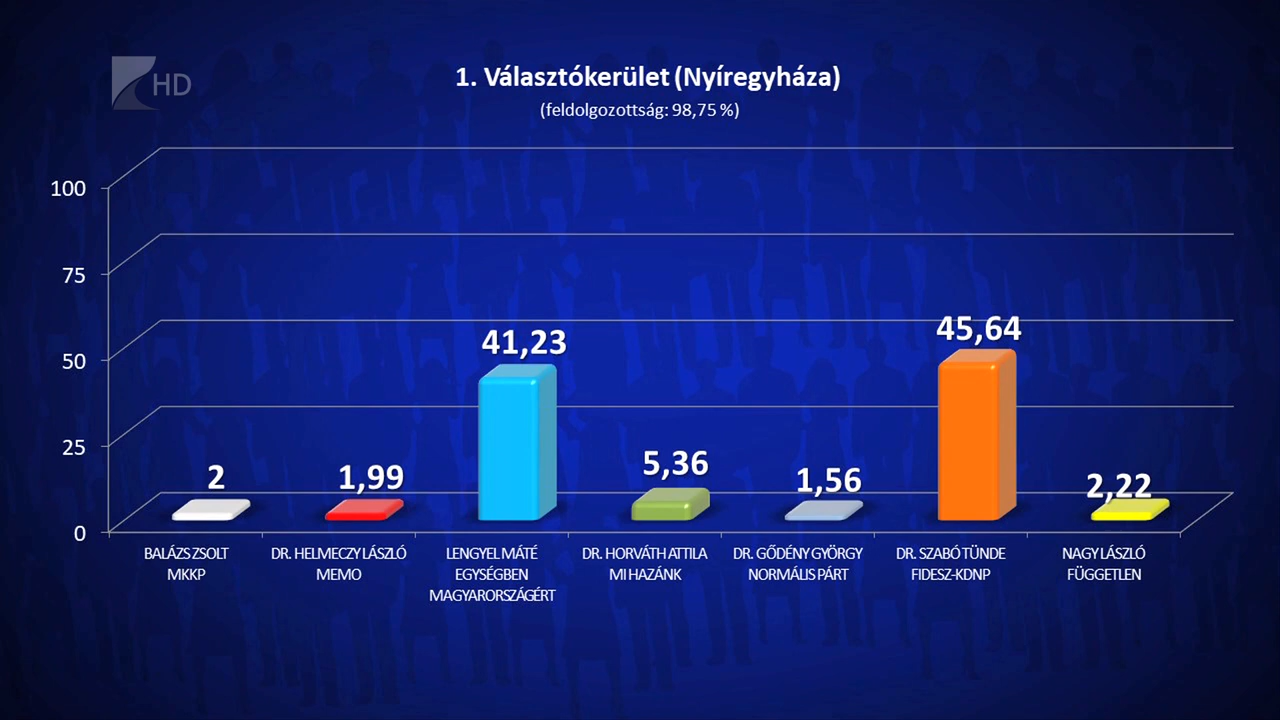 HD
1. Választókerület (Nyíregyháza)
(feldolgozottság: 98,75 %)
100
75
50
25
0
2
1,99
41,23
5,36
1,56
45,64
2,22
BALÁZS ZSOLT
MKKP
DR. HELMECZY LÁSZLÓ
MEMO
LENGYEL MÁTÉ
EGYSÉGBEN
MAGYARORSZÁGÉRT
DR. HORVÁTH ATTILA
MI HAZÁNK
DR. GŐDÉNY GYÖRGY
NORMÁLIS PÁRT
DR. SZABÓ TÜNDE
FIDESZ-KDNP
NAGY LÁSZLÓ
FÜGGETLEN